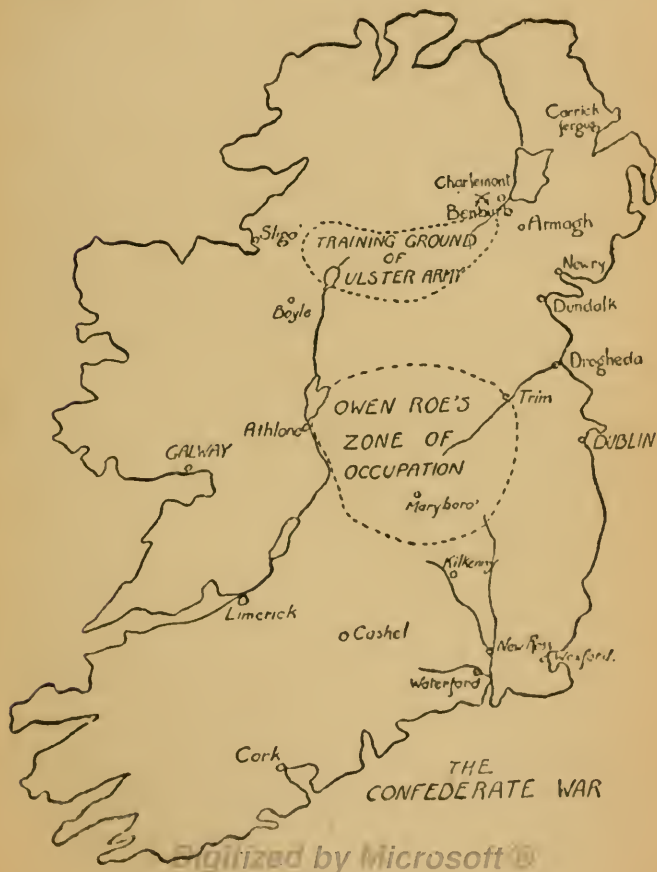 Carrick
fergus
Charlemont
Benburb
Armagh
Sligo
TRAINING GROUND
OF
ULSTER ARMY
Newry
Boyle
Dundalk
Drogheda
OWEN ROE'S
ZONE OF
OCCUPATION
Trim
Athlone
DUBLIN
GALWAY
Maryboro'
Kilkenny
Limerick
Cashel
New Ross
Wexford.
Waterford
Cork
THE
CONFEDERATE WAR
Digitized by Microsoft ®